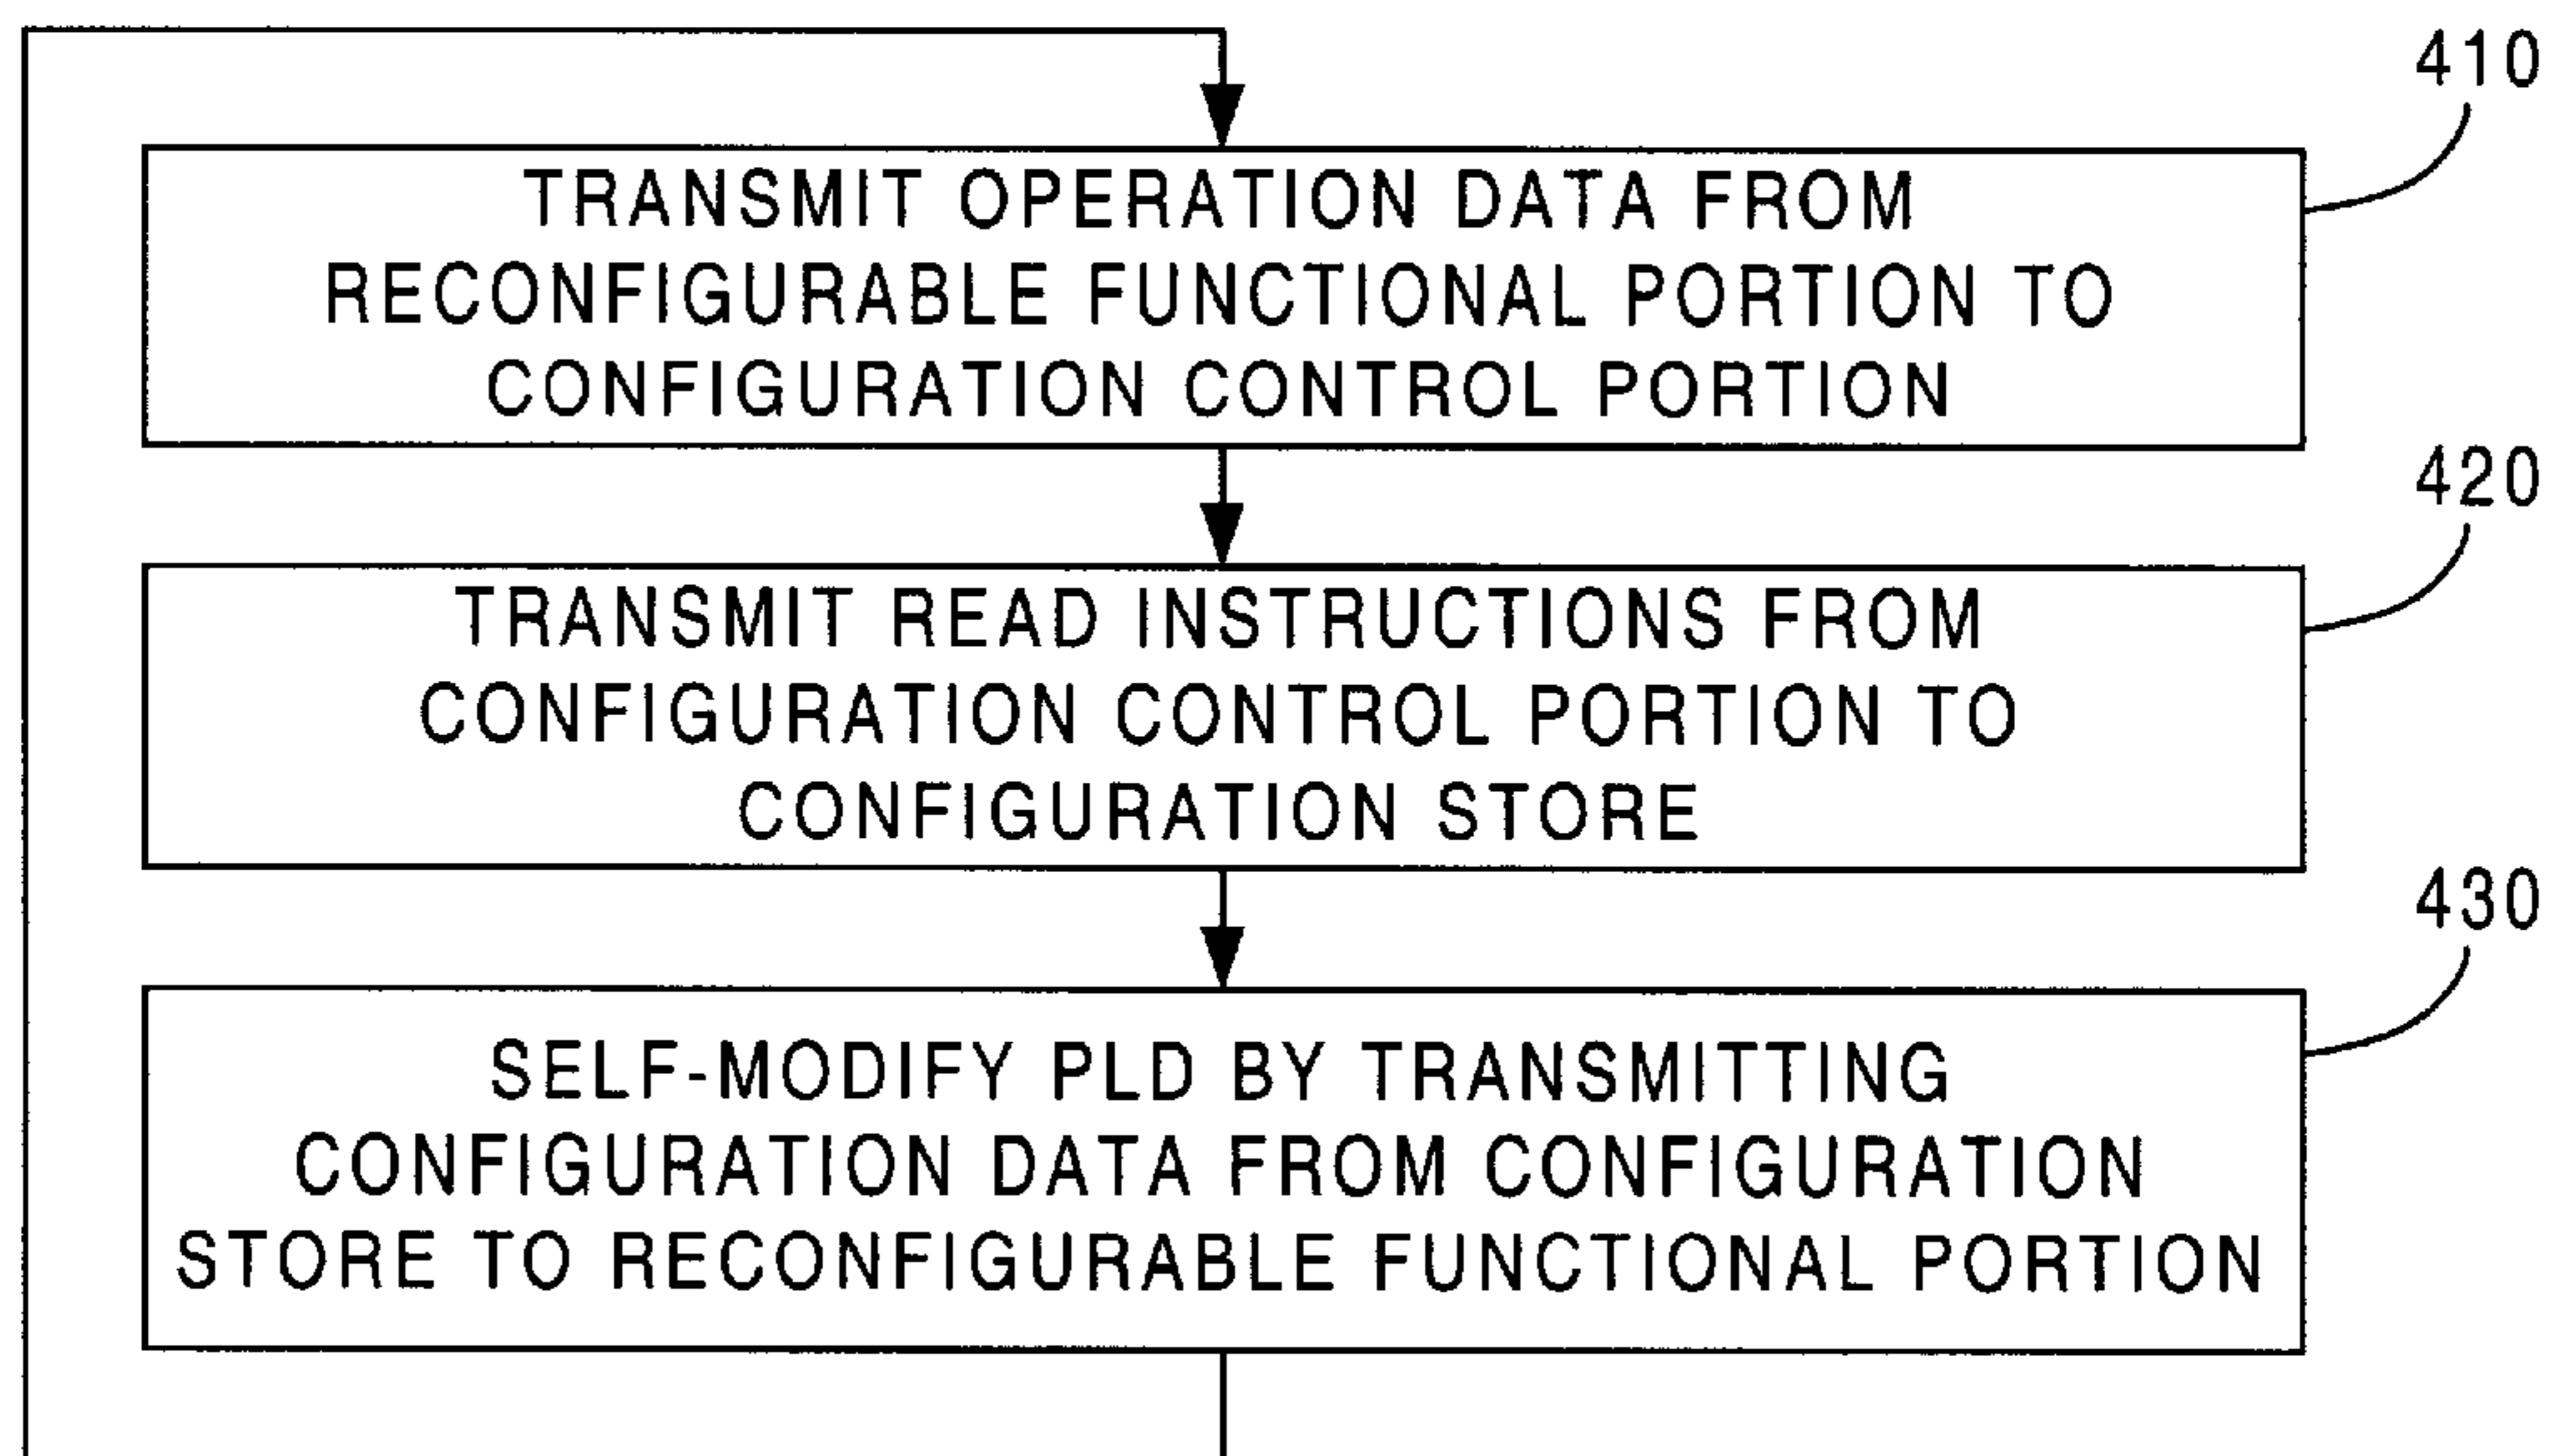 410
TRANSMIT OPERATION DATA FROM
RECONFIGURABLE FUNCTIONAL PORTION TO
CONFIGURATION CONTROL PORTION
420
TRANSMIT READ INSTRUCTIONS FROM
CONFIGURATION CONTROL PORTION TO
CONFIGURATION STORE
430
SELF-MODIFY PLD BY TRANSMITTING
CONFIGURATION DATA FROM CONFIGURATION
STORE TO RECONFIGURABLE FUNCTIONAL PORTION